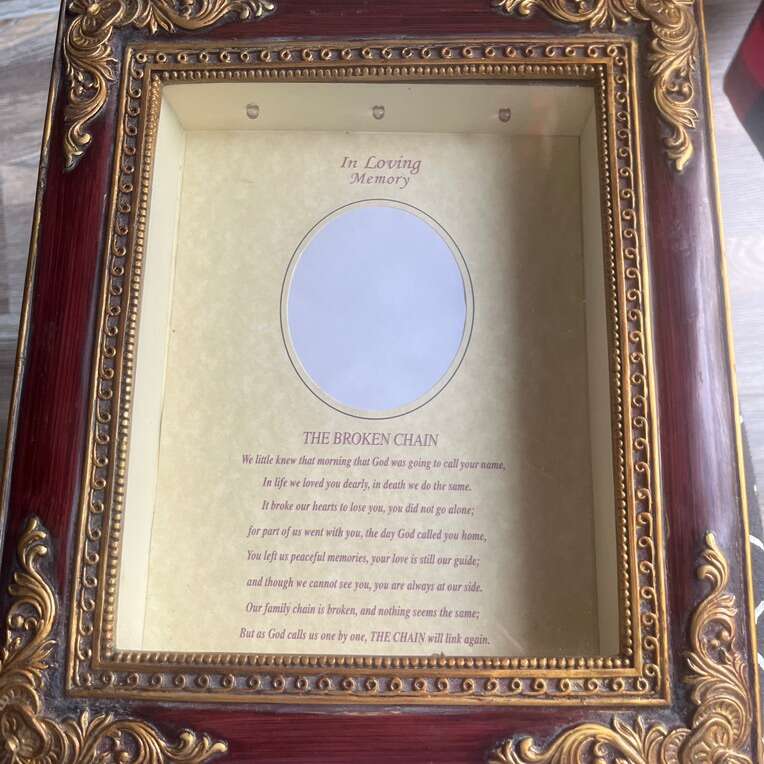 In Loving
Memory
THE BROKEN CHAIN
We little knew that morning that God was going to call your name,
In life we loved you dearly, in death we do the same.
It broke our hearts to lose you, you did not go alone;
for part of us went with you, the day God called you home,
You left us peaceful memories, your love is still our guide;
and though we cannot see you, you are always at our side.
Our family chain is broken, and nothing seems the same;
But as God calls us one by one, THE CHAIN will link again.